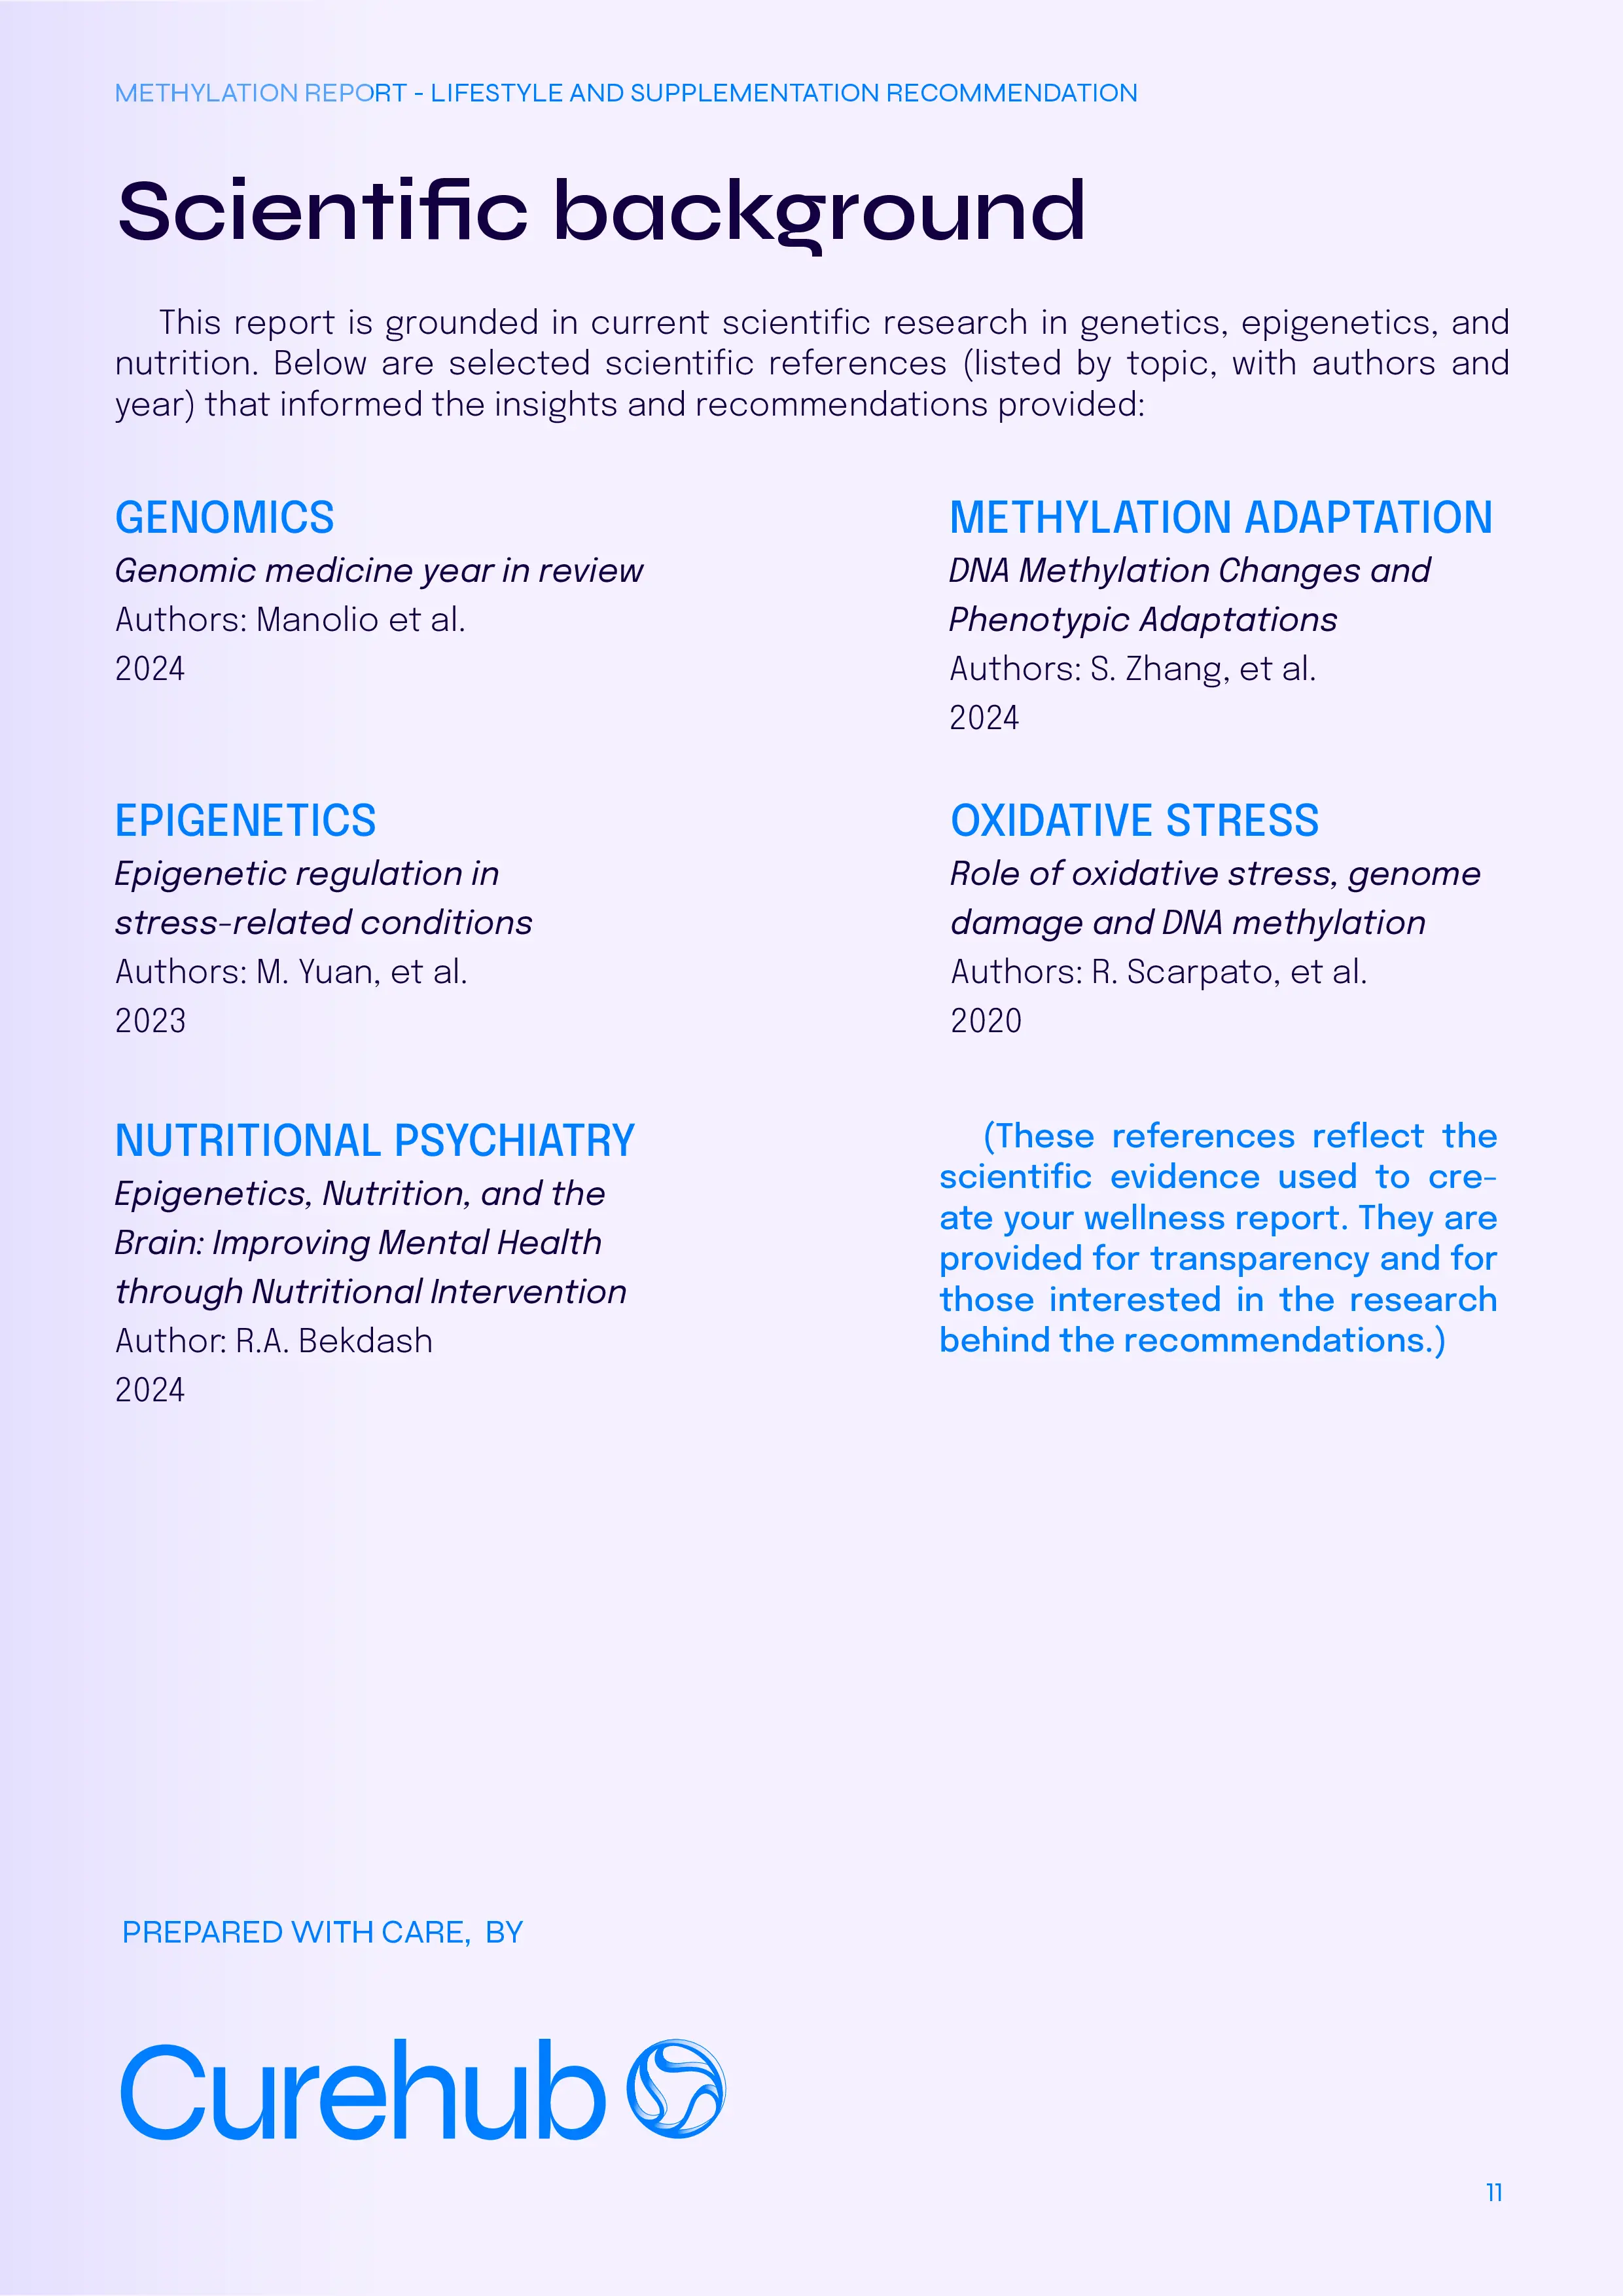 METHYLATION REPORT - LIFESTYLE AND SUPPLEMENTATION RECOMMENDATION
Scientific background
This report is grounded in current scientific research in genetics, epigenetics, and
nutrition. Below are selected scientific references (listed by topic, with authors and
year) that informed the insights and recommendations provided:
GENOMICS
Genomic medicine year in review
Authors: Manolio et al.
2024
METHYLATION ADAPTATION
DNA Methylation Changes and
Phenotypic Adaptations
Authors: S. Zhang, et al.
2024
EPIGENETICS
Epigenetic regulation in
stress-related conditions
Authors: M. Yuan, et al.
2023
OXIDATIVE STRESS
Role of oxidative stress, genome
damage and DNA methylation
Authors: R. Scarpato, et al.
2020
NUTRITIONAL PSYCHIATRY
Epigenetics, Nutrition, and the
Brain: Improving Mental Health
through Nutritional Intervention
Author: R.A. Bekdash
2024
(These references reflect the
scientific evidence used to cre-
ate your wellness report. They are
provided for transparency and for
those interested in the research
behind the recommendations.)
PREPARED WITH CARE, BY
Curehub
11